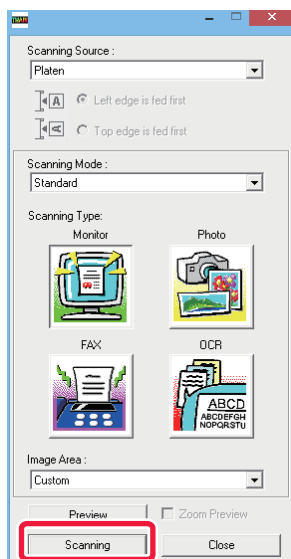 Scanning Source :
Platen
A Left edge is fed first
A Top edge is fed first
Scanning Mode :
Standard
Scanning Type:
Monitor Photo
FAX OCR
ABCD
ABCDEFGH
NOPQRSTU
Image Area :
Custom
Preview Zoom Preview
Scanning Close